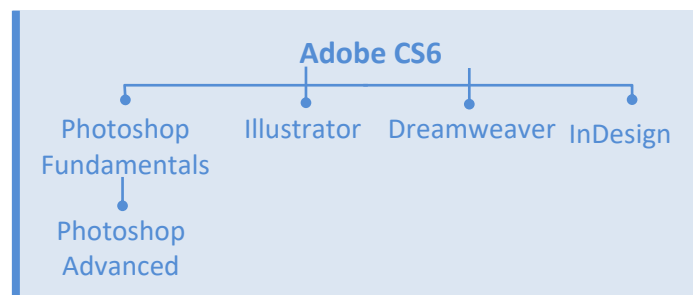 Adobe CS6
Photoshop
Fundamentals
Illustrator
Dreamweaver
InDesign
Photoshop
Advanced